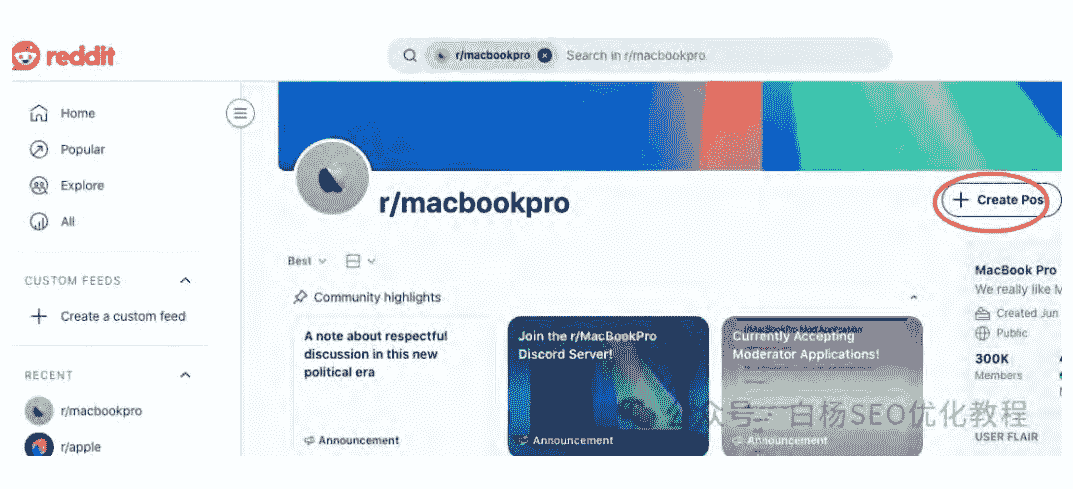 reddit
r/macbookpro
Search in r/macbookpro
Home
Popular
Explore
All
CUSTOM FEEDS
Create a custom feed
RECENT
r/macbookpro
r/apple
r/macbookpro
Create Pos
Best
Community highlights
A note about respectful
discussion in this new
political era
Announcement
Join the r/MacBookPro
Discord Server!
Announcement
Currently Accepting
Moderator Applications!
Announcement
MacBook Pro
We really like M
Created Jun
Public
300K
Members
USER FLAIR
众号 白杨SEO优化教程